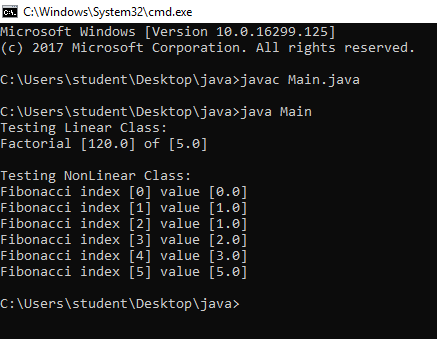 C:\Windows\System32\cmd.exe
Microsoft Windows [Version 10.0.16299.125]
(c) 2017 Microsoft Corporation. All rights reserved.
C:\Users\student\Desktop\java>javac Main.java
C:\Users\student\Desktop\java>java Main
Testing Linear Class:
Factorial [120.0] of [5.0]
Testing NonLinear Class:
Fibonacci index [0] value [0.0]
Fibonacci index [1] value [1.0]
Fibonacci index [2] value [1.0]
Fibonacci index [3] value [2.0]
Fibonacci index [4] value [3.0]
Fibonacci index [5] value [5.0]
C:\Users\student\Desktop\java>